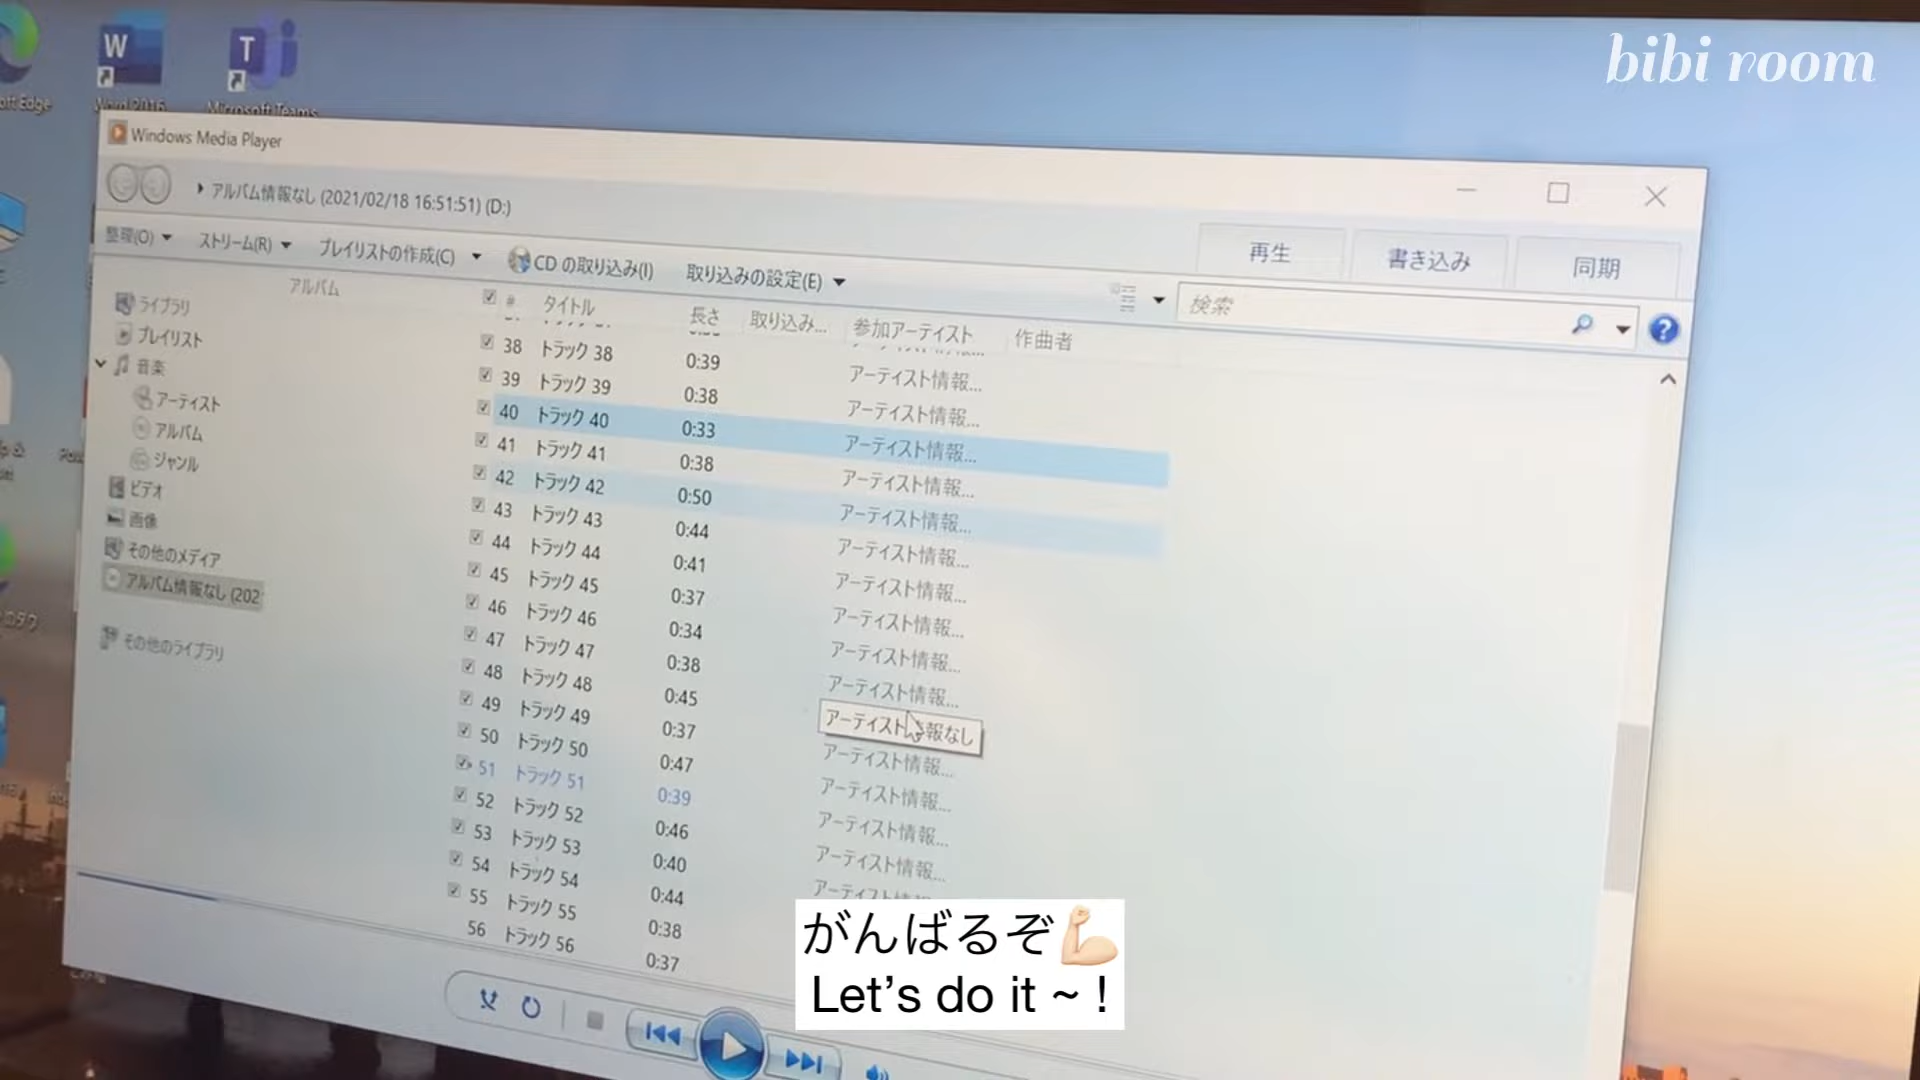 bibi room
W
T
Word 2016
Microsoft Teams
Windows Media Player
アルバム情報なし (2021/02/18 16:51:51) (D:)
再生
書き込み
同期
整理(O)
ストリーム(R)
プレイリストの作成(C)
CD の取り込み(I)
取り込みの設定(E)
検索
?
アルバム
# タイトル 長さ 取り込み... 参加アーティスト 作曲者
ライブラリ
プレイリスト
音楽
アーティスト
アルバム
ジャンル
ビデオ
画像
その他のメディア
アルバム情報なし (202
その他のライブラリ
38 トラック 38 0:39 アーティスト情報...
39 トラック 39 0:38 アーティスト情報...
40 トラック 40 0:33 アーティスト情報...
41 トラック 41 0:38 アーティスト情報...
42 トラック 42 0:50 アーティスト情報...
43 トラック 43 0:44 アーティスト情報...
44 トラック 44 0:41 アーティスト情報...
45 トラック 45 0:37 アーティスト情報...
46 トラック 46 0:34 アーティスト情報...
47 トラック 47 0:38 アーティスト情報...
48 トラック 48 0:45 アーティスト情報なし
49 トラック 49 0:37 アーティスト情報...
50 トラック 50 0:47 アーティスト情報...
51 トラック 51 0:39 アーティスト情報...
52 トラック 52 0:46 アーティスト情報...
53 トラック 53 0:40
54 トラック 54 0:44
55 トラック 55 0:38
56 トラック 56 0:37
がんばるぞ💪🏻
Let's do it ~ !